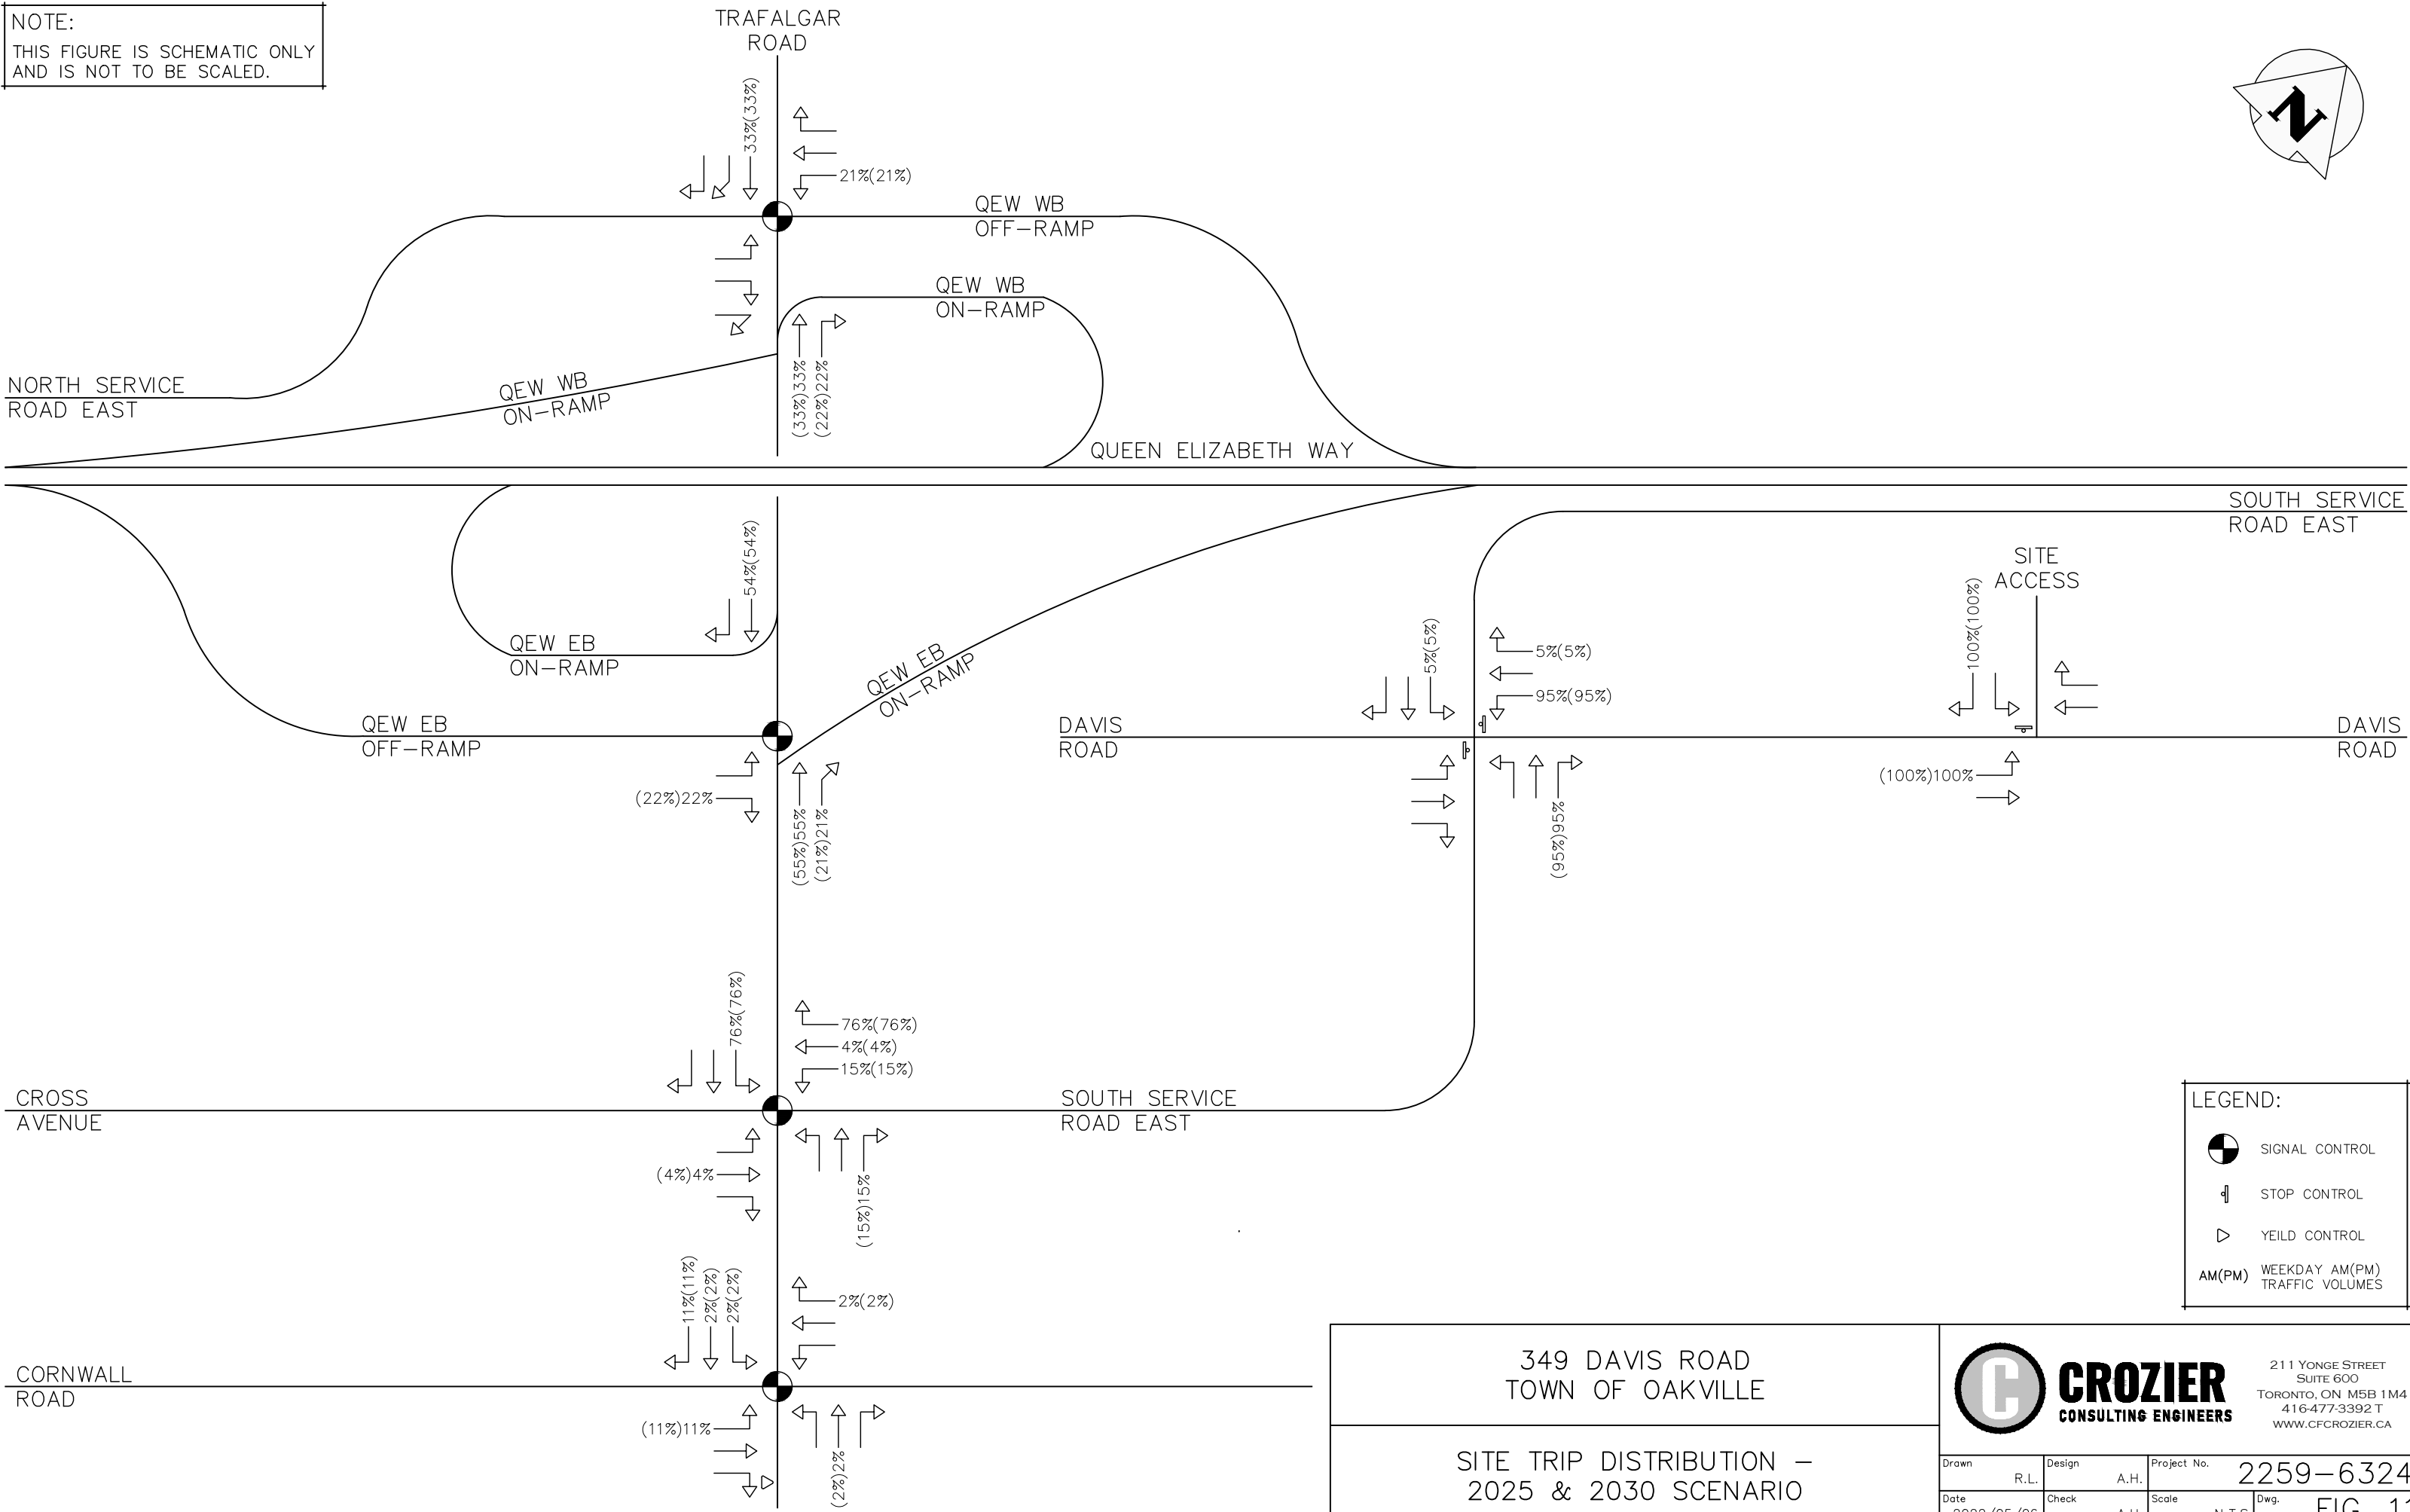 NOTE:
THIS FIGURE IS SCHEMATIC ONLY
AND IS NOT TO BE SCALED.
TRAFALGAR
ROAD
N
33%(33%)
21%(21%)
QEW WB
OFF-RAMP
QEW WB
ON-RAMP
(33%)33%
(22%)22%
NORTH SERVICE
ROAD EAST
QEW WB
ON-RAMP
QUEEN ELIZABETH WAY
SOUTH SERVICE
ROAD EAST
54%(54%)
QEW EB
ON-RAMP
QEW EB
ON-RAMP
QEW EB
OFF-RAMP
(22%)22%
(55%)55%
(21%)21%
SITE
ACCESS
100%(100%)
5%(5%)
5%(5%)
95%(95%)
DAVIS
ROAD
DAVIS
ROAD
(100%)100%
(95%)95%
76%(76%)
76%(76%)
4%(4%)
15%(15%)
CROSS
AVENUE
SOUTH SERVICE
ROAD EAST
(4%)4%
(15%)15%
11%(11%)
2%(2%)
2%(2%)
2%(2%)
CORNWALL
ROAD
(11%)11%
(2%)2%
LEGEND:
SIGNAL CONTROL
STOP CONTROL
YEILD CONTROL
AM(PM) WEEKDAY AM(PM)
TRAFFIC VOLUMES
349 DAVIS ROAD
TOWN OF OAKVILLE
SITE TRIP DISTRIBUTION -
2025 & 2030 SCENARIO
C
CROZIER
CONSULTING ENGINEERS
211 YONGE STREET
SUITE 600
TORONTO, ON M5B 1M4
416-477-3392 T
WWW.CFCROZIER.CA
Drawn R.L. Design A.H. Project No. 2259-6324
Date Check Scale Dwg.